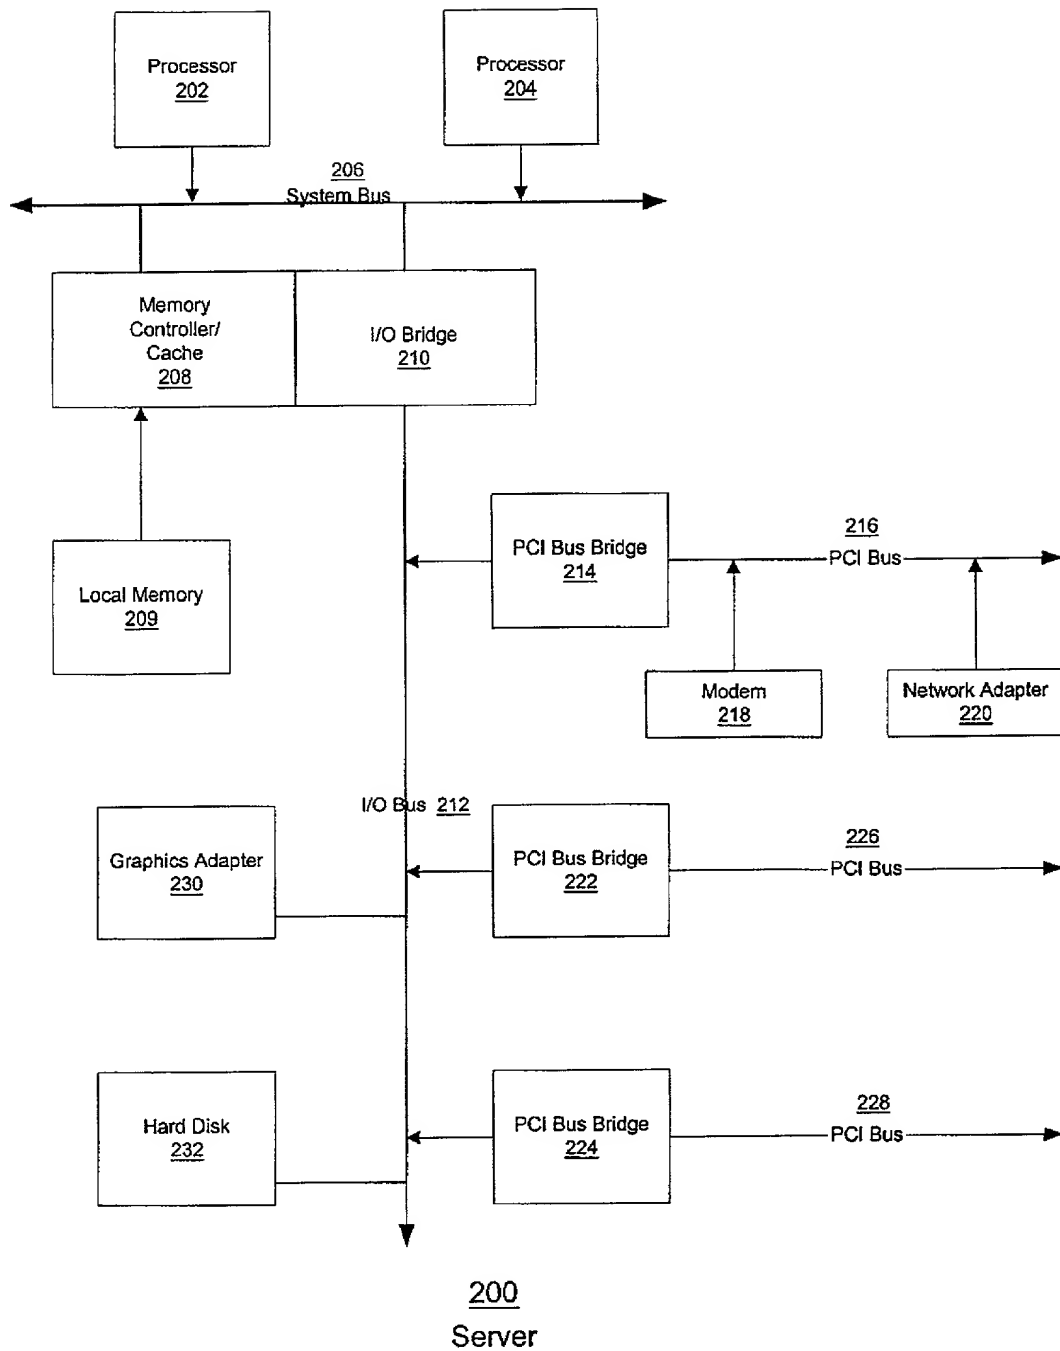 Processor
202
Processor
204
206
System Bus
Memory
Controller/
Cache
208
I/O Bridge
210
PCI Bus Bridge
214
216
PCI Bus
Local Memory
209
Modem
218
Network Adapter
220
I/O Bus 212
Graphics Adapter
230
PCI Bus Bridge
222
226
PCI Bus
Hard Disk
232
PCI Bus Bridge
224
228
PCI Bus
200
Server